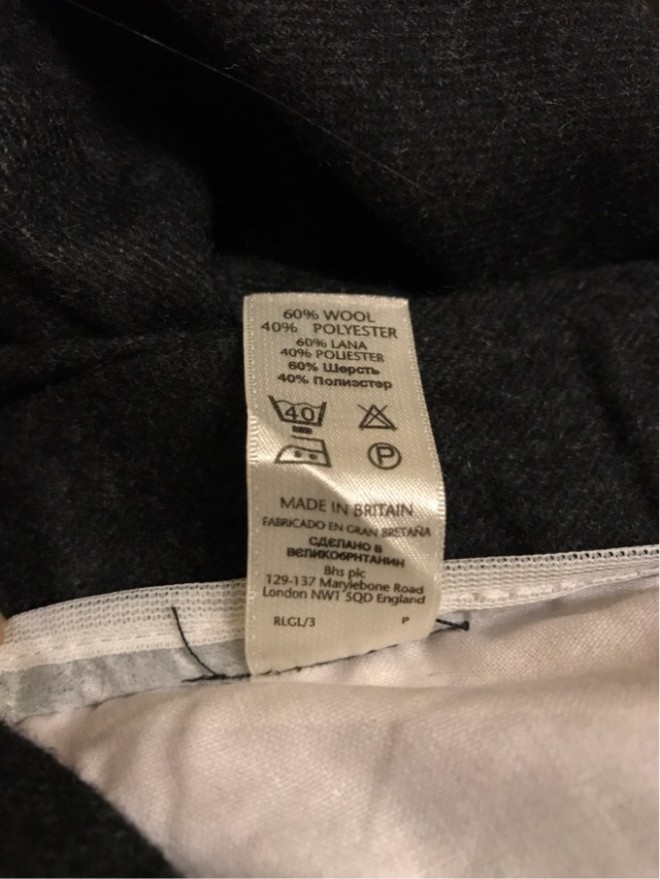 60% WOOL
40% POLYESTER
60% LANA
40% POLIESTER
60% Шерсть
40% Полиэстер
40
P
MADE IN BRITAIN
FABRICADO EN GRAN BRETAÑA
СДЕЛАНО В
ВЕЛИКОБРИТАНИИ
Bhs plc
129-137 Marylebone Road
London NW1 5QD England
RLGL/3 P